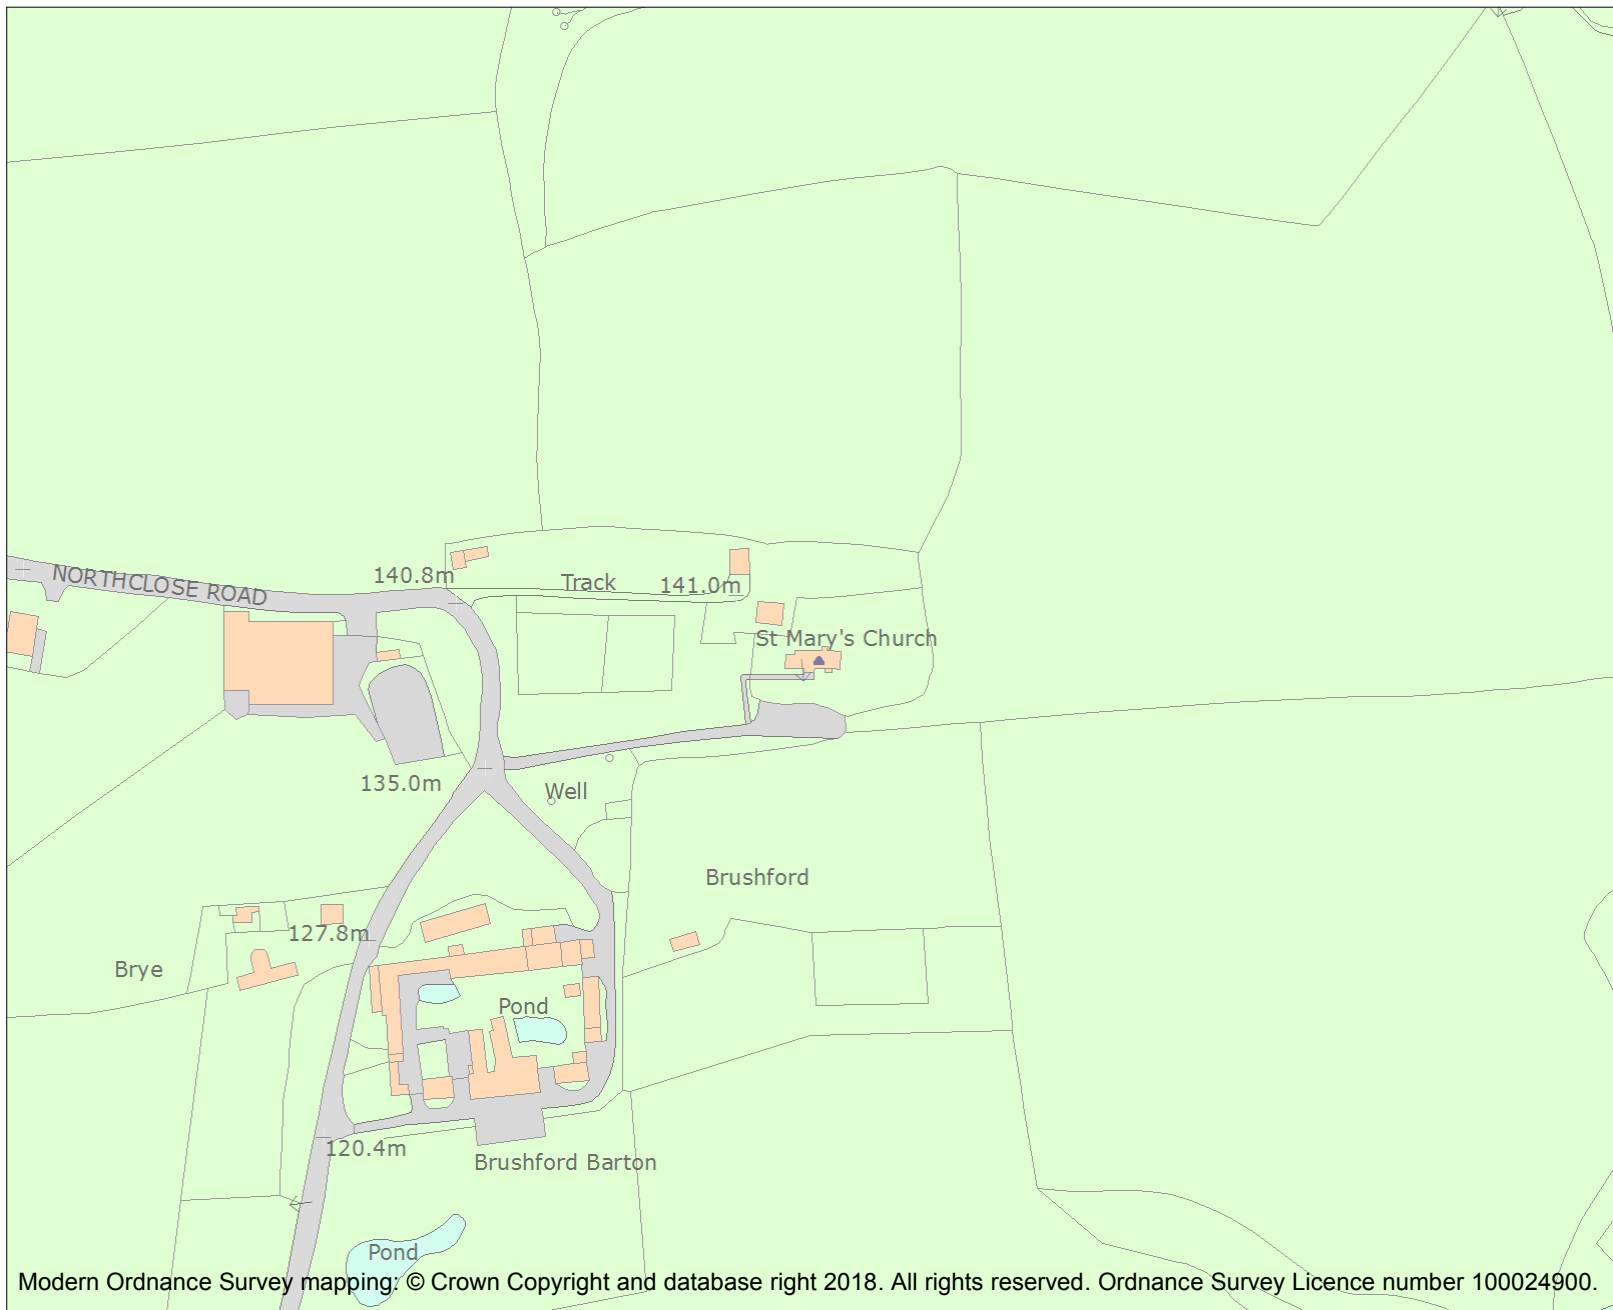 NORTHCLOSE ROAD
140.8m
Track
141.0m
St Mary's Church
135.0m
Well
Brushford
127.8m
Brye
Pond
120.4m
Brushford Barton
Pond
Modern Ordnance Survey mapping: © Crown Copyright and database right 2018. All rights reserved. Ordnance Survey Licence number 100024900.